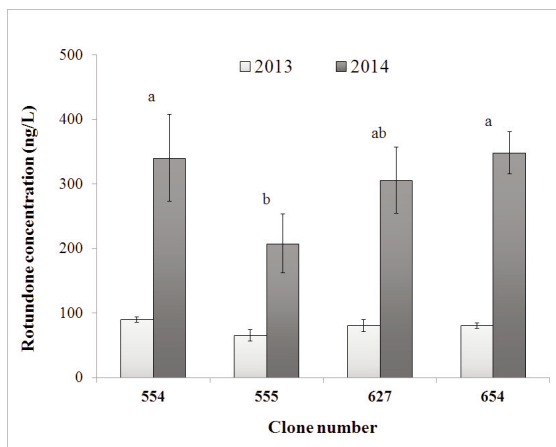 500
2013 2014
a
ab
a
400
300
b
200
100
0
Rotundone concentration (ng/L)
554 555 627 654
Clone number